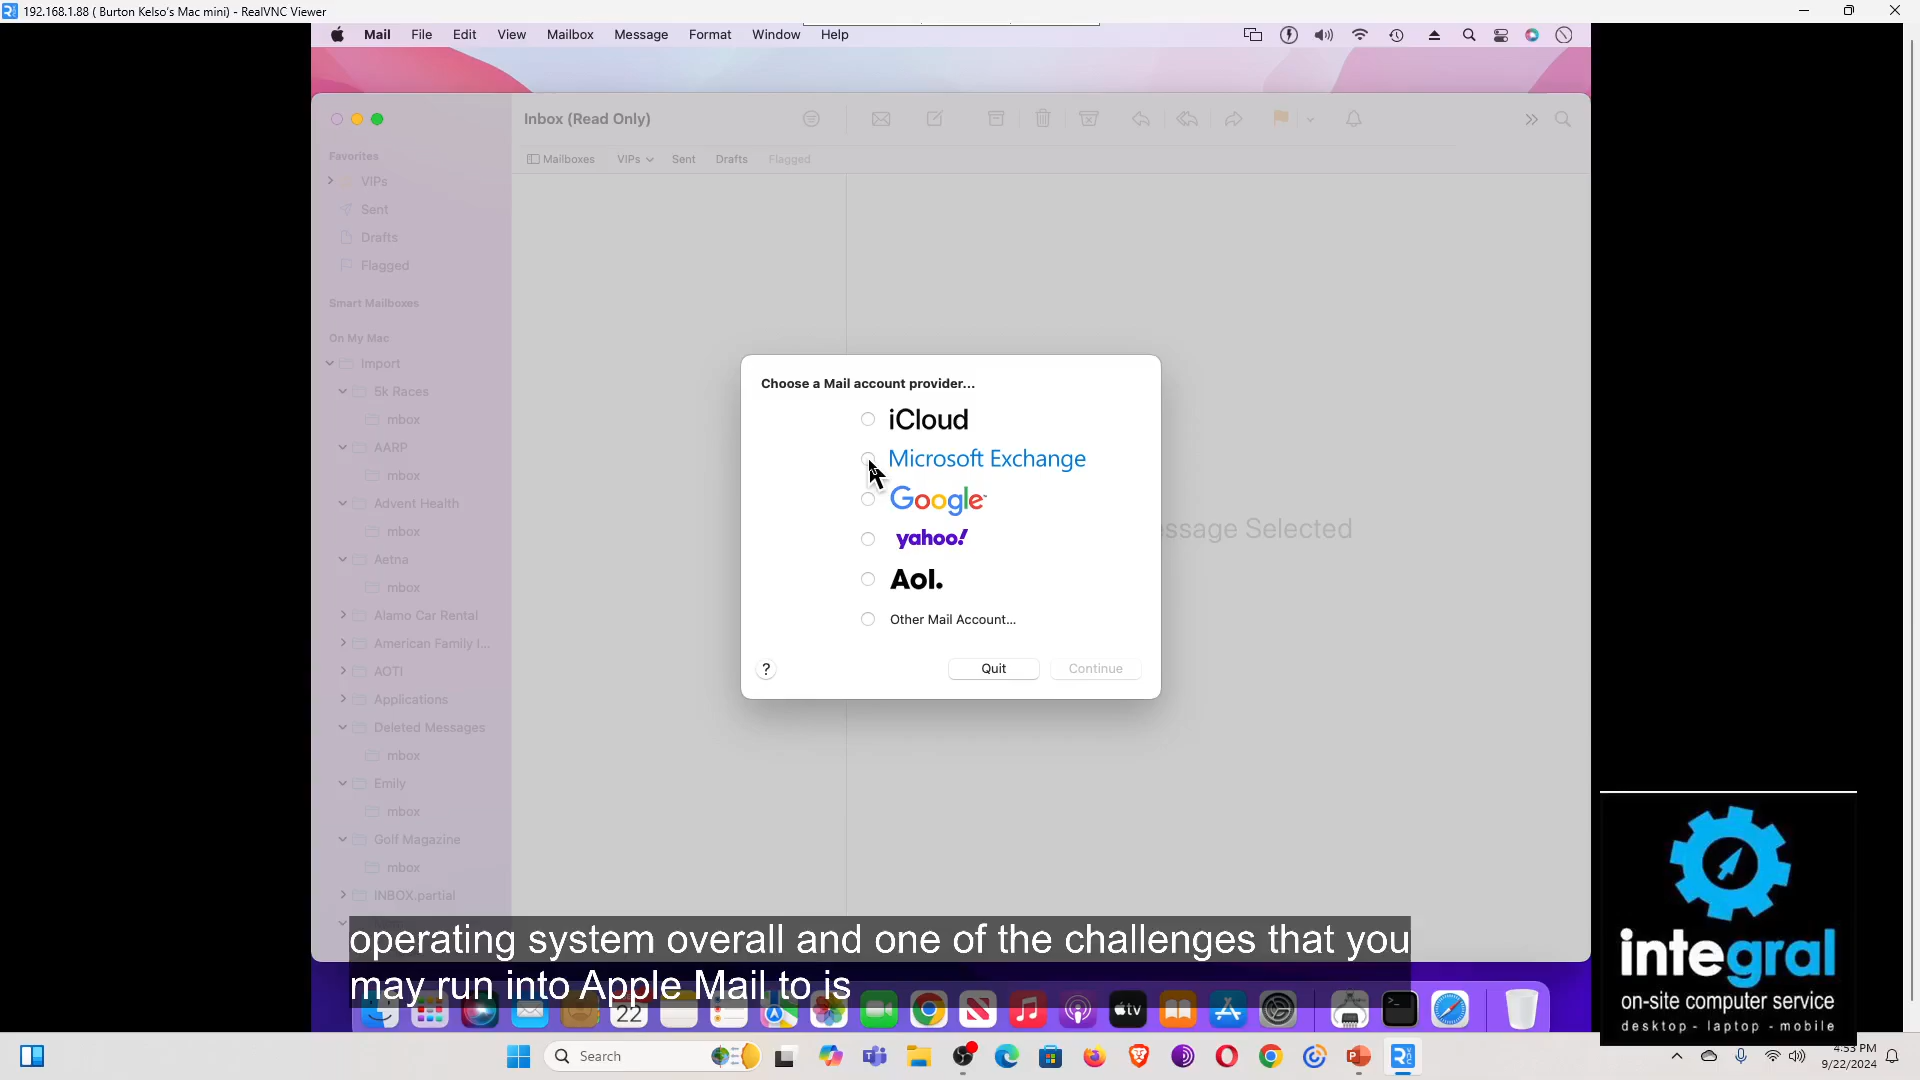 192.168.1.88 ( Burton Kelso's Mac mini) - RealVNC Viewer
Mail File Edit View Mailbox Message Format Window Help
Inbox (Read Only)
Mailboxes VIPs Sent Drafts Flagged
Favorites
VIPs
Sent
Drafts
Flagged
Smart Mailboxes
On My Mac
Import
5k Races
mbox
AARP
mbox
Advent Health
mbox
Aetna
mbox
Alamo Car Rental
American Family I...
AOTI
Applications
Deleted Messages
mbox
Emily
mbox
Golf Magazine
mbox
INBOX.partial
Choose a Mail account provider...
iCloud
Microsoft Exchange
Google
yahoo!
Aol.
Other Mail Account...
? Quit Continue
ssage Selected
operating system overall and one of the challenges that you
may run into Apple Mail to is
22
tv
integral
on-site computer service
desktop - laptop - mobile
Search
4:53 PM
9/22/2024